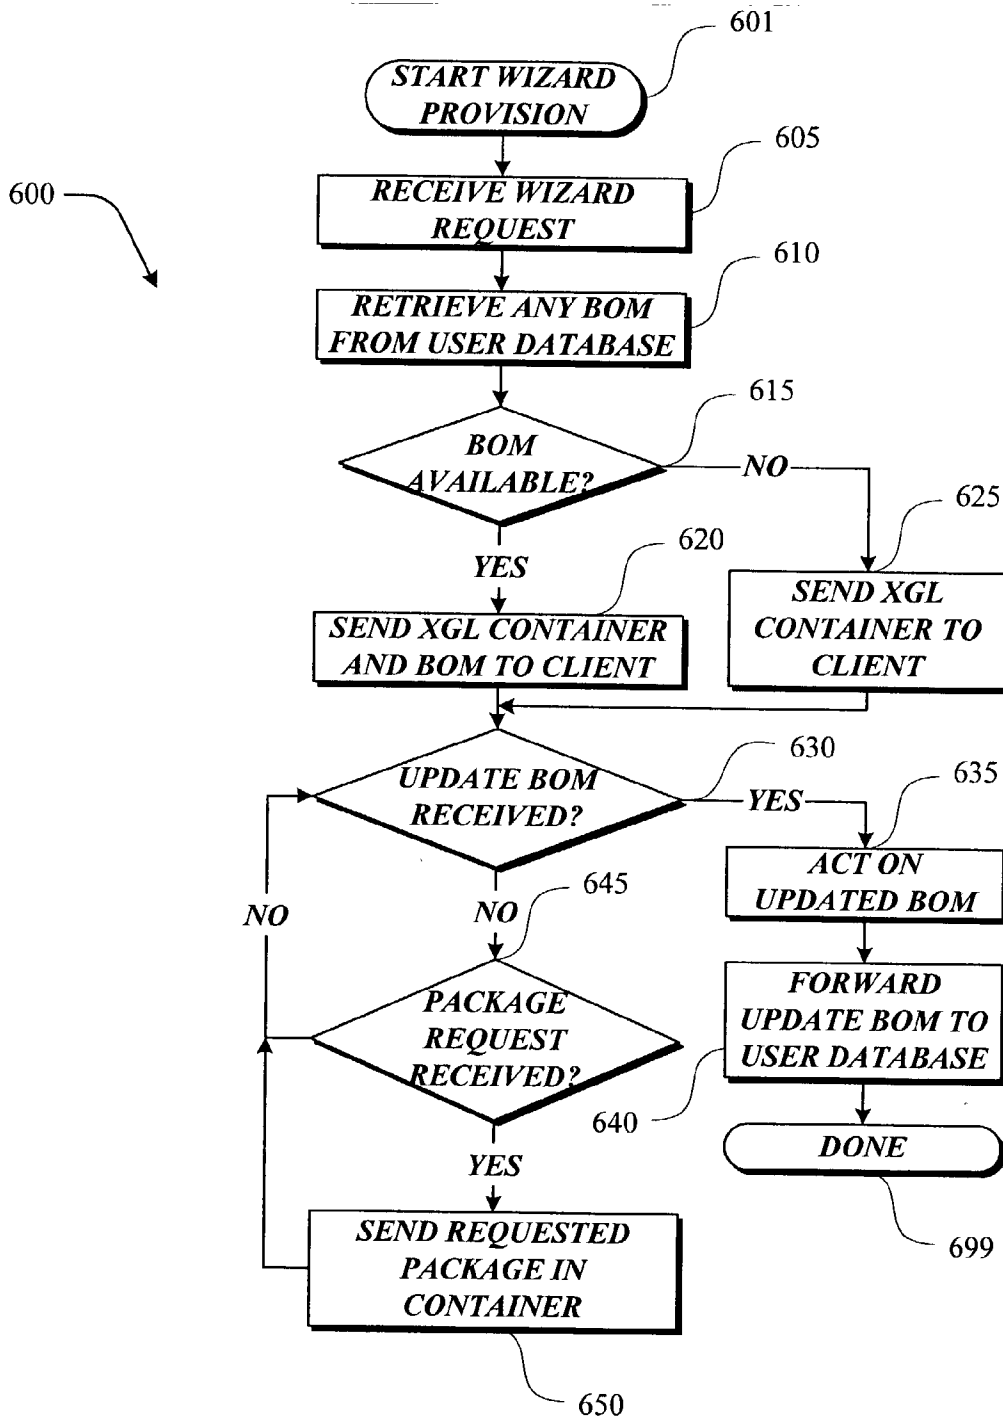 601
START WIZARD
PROVISION
605
RECEIVE WIZARD
REQUEST
600
610
RETRIEVE ANY BOM
FROM USER DATABASE
615
BOM
AVAILABLE?
NO
625
620
YES
SEND XGL CONTAINER
AND BOM TO CLIENT
SEND XGL
CONTAINER TO
CLIENT
630
UPDATE BOM
RECEIVED?
YES
635
ACT ON
UPDATED BOM
645
NO
NO
PACKAGE
REQUEST
RECEIVED?
FORWARD
UPDATE BOM TO
USER DATABASE
640
YES
DONE
699
SEND REQUESTED
PACKAGE IN
CONTAINER
650